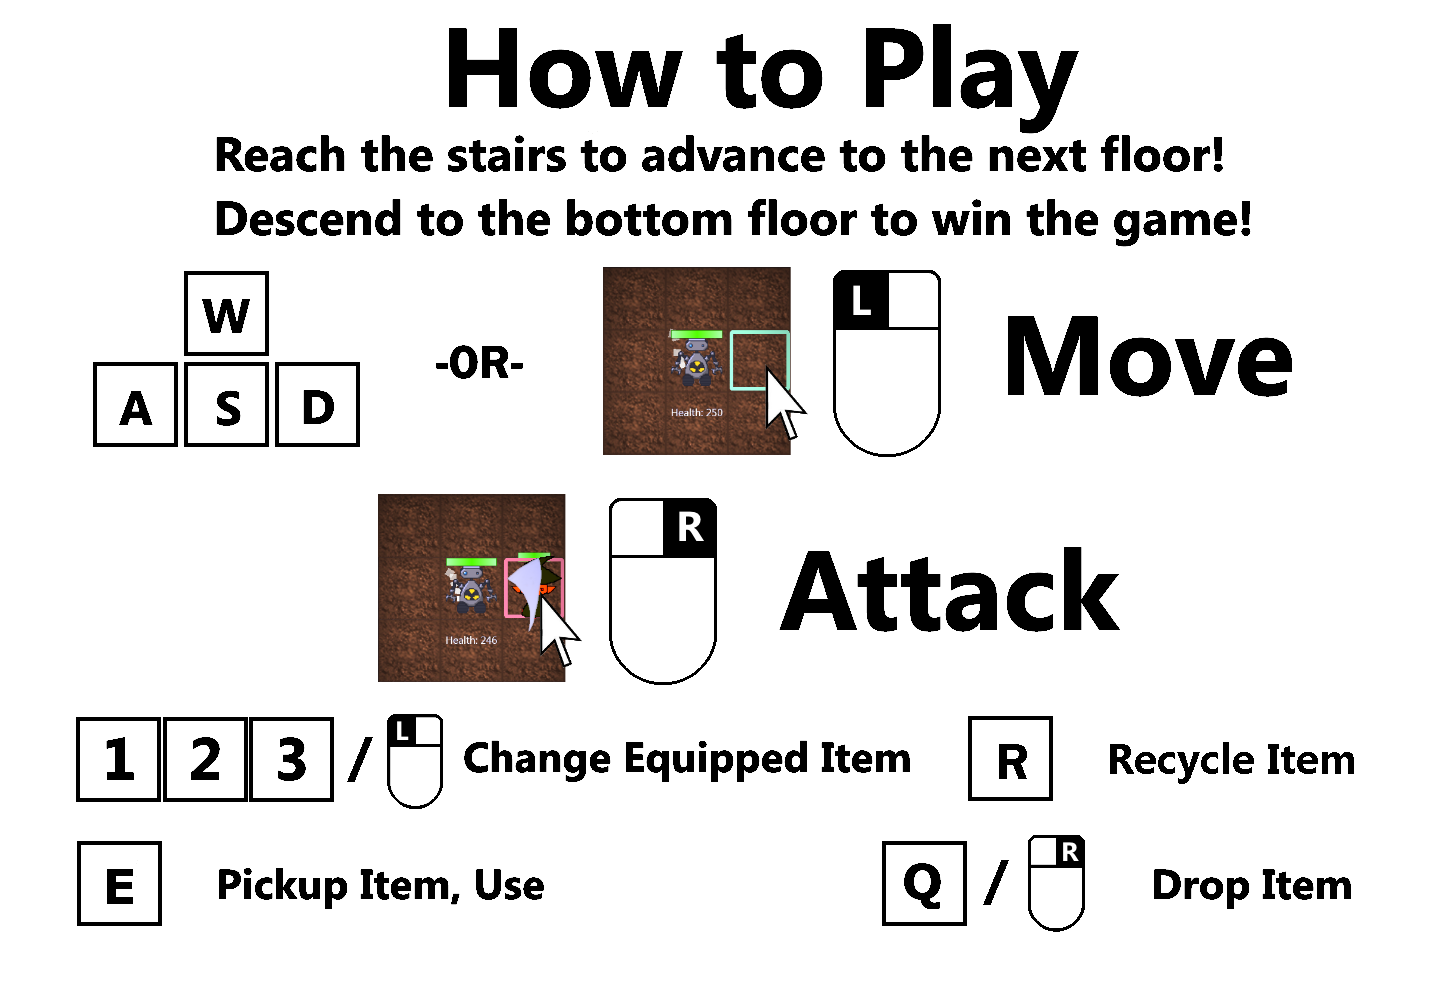 How to Play
Reach the stairs to advance to the next floor!
Descend to the bottom floor to win the game!
W
A S D
-OR-
Health: 250
L
Move
Health: 246
R
Attack
1 2 3 / L Change Equipped Item
R Recycle Item
E Pickup Item, Use
Q / R Drop Item